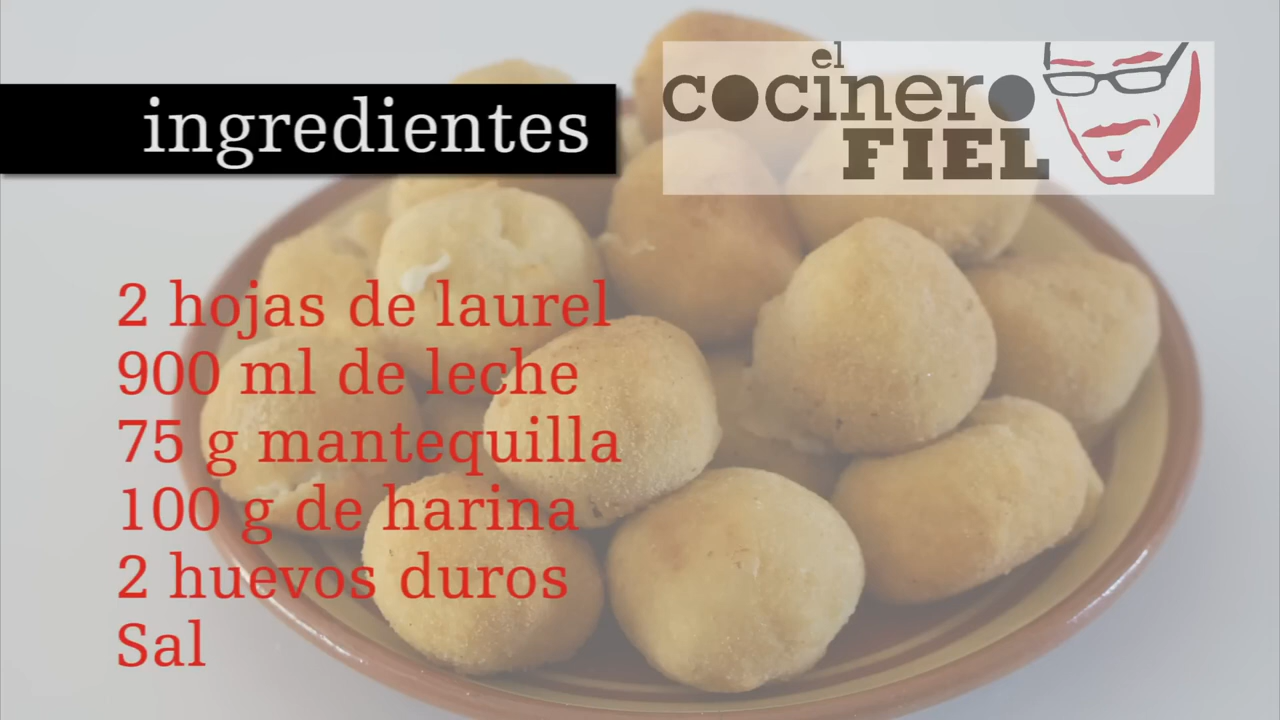 ingredientes
el
cocinero
FIEL
2 hojas de laurel
900 ml de leche
75 g mantequilla
100 g de harina
2 huevos duros
Sal